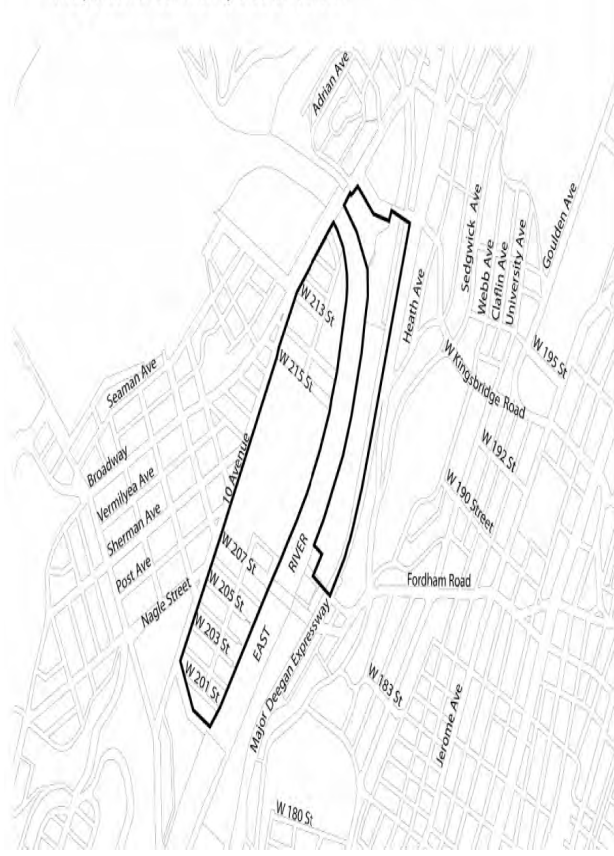 Adrian Ave
Sedgwick Ave
Webb Ave
Claflin Ave
University Ave
Goulden Ave
Heath Ave
W 213 St
W 215 St
W 195 St
W Kingsbridge Road
Seaman Ave
Broadway
Vermilyea Ave
Sherman Ave
Post Ave
Nagle Street
10 Avenue
W 192 St
W 190 Street
W 207 St
W 205 St
W 203 St
W 201 St
EAST
RIVER
Fordham Road
Major Deegan Expressway
W 183 St
Jerome Ave
W 180 St